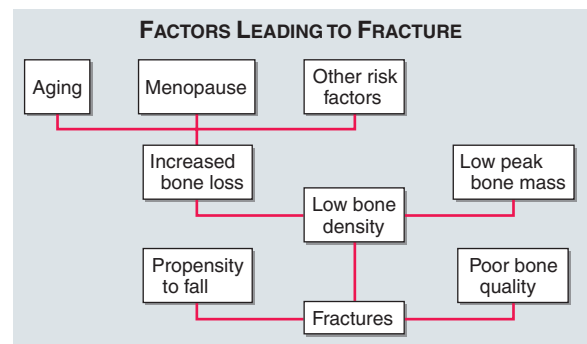 FACTORS LEADING TO FRACTURE
Aging
Menopause
Other risk
factors
Increased
bone loss
Low peak
bone mass
Low bone
density
Propensity
to fall
Poor bone
quality
Fractures